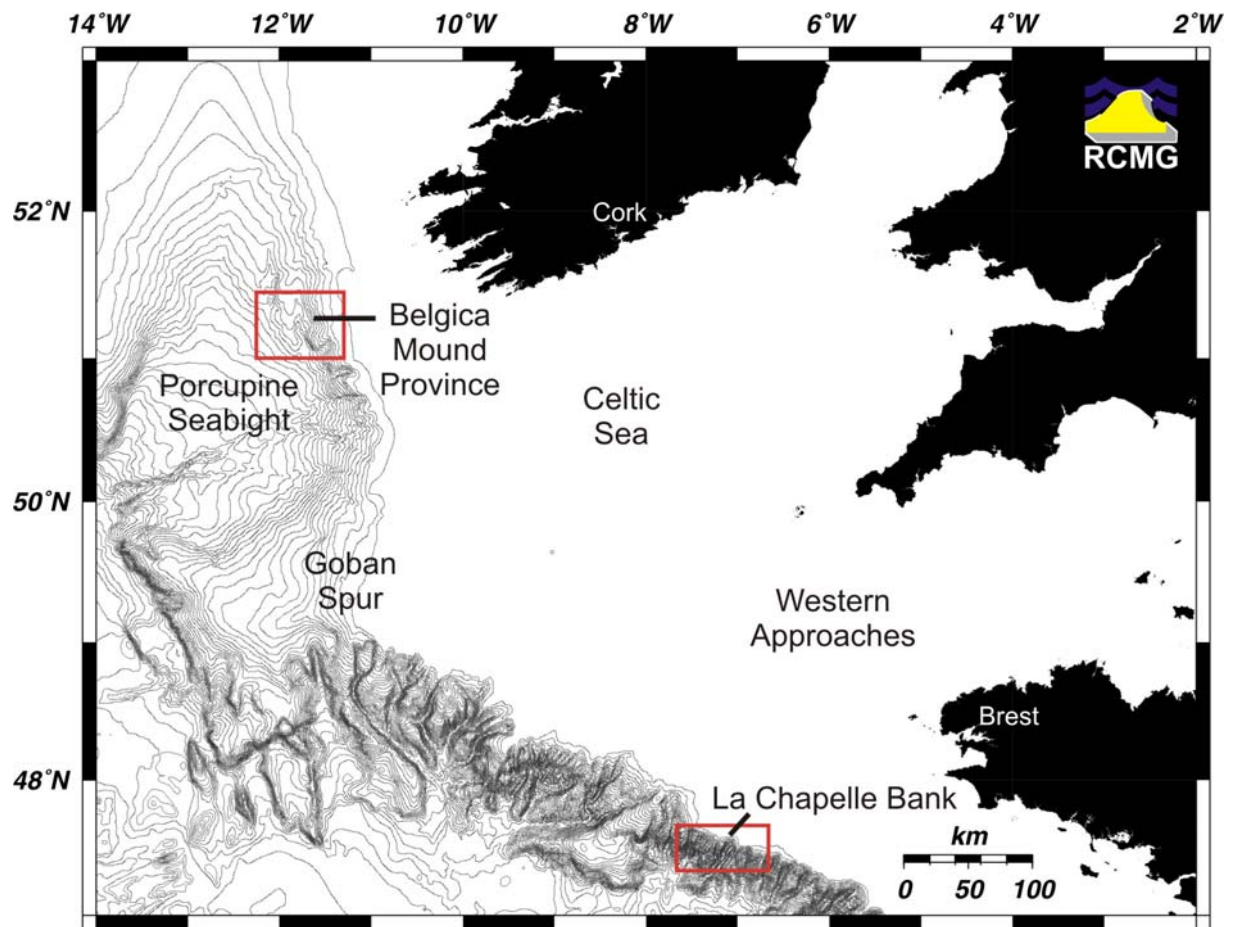 14˚W
12˚W
10˚W
8˚W
6˚W
4˚W
2˚W
RCMG
52˚N
Cork
Belgica
Mound
Province
Porcupine
Seabight
Celtic
Sea
50˚N
Goban
Spur
Western
Approaches
Brest
48˚N
La Chapelle Bank
km
0 50 100